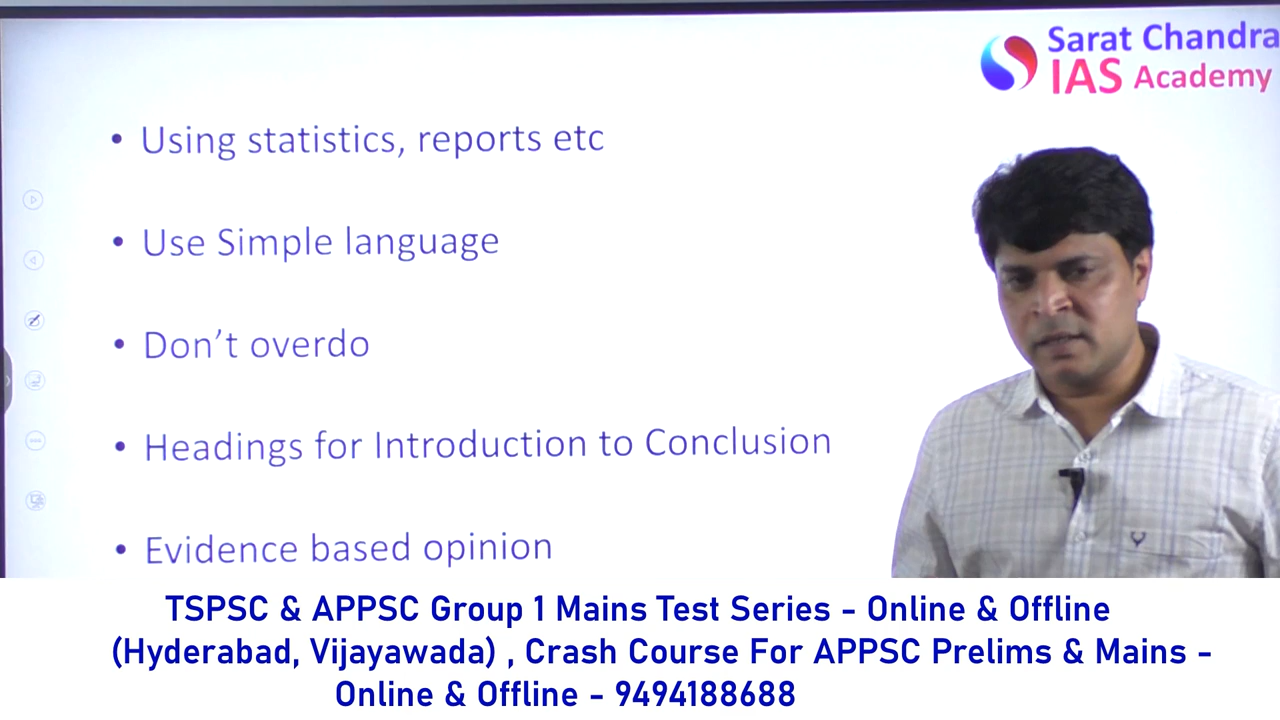 Sarat Chandra
IAS Academy
• Using statistics, reports etc
• Use Simple language
• Don’t overdo
• Headings for Introduction to Conclusion
• Evidence based opinion
TSPSC & APPSC Group 1 Mains Test Series - Online & Offline
(Hyderabad, Vijayawada) , Crash Course For APPSC Prelims & Mains -
Online & Offline - 9494188688